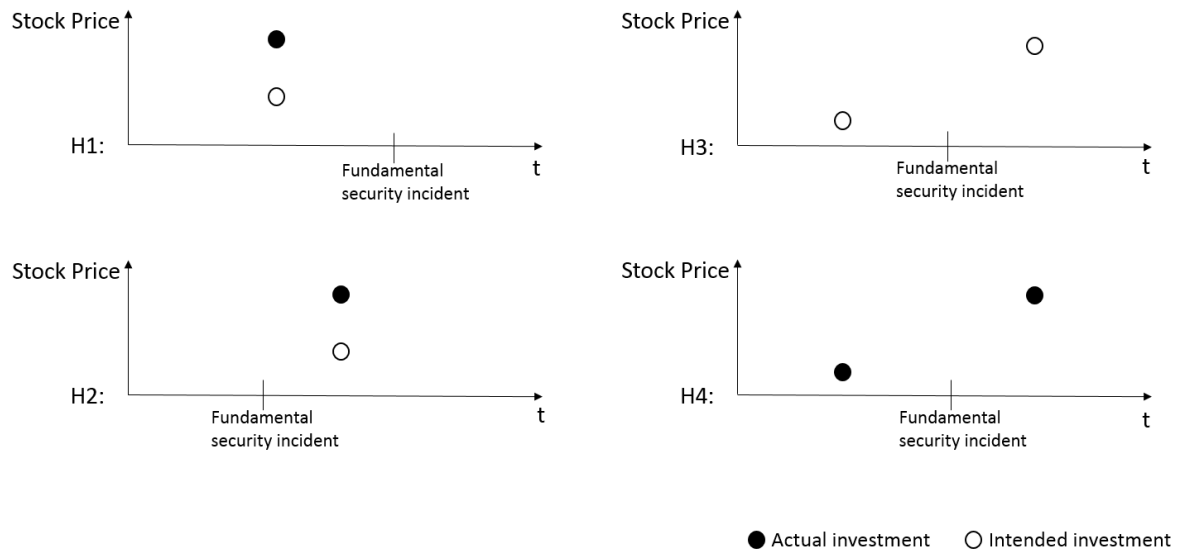 Stock Price
H1:
Fundamental
security incident
t
Stock Price
H3:
Fundamental
security incident
t
Stock Price
H2:
Fundamental
security incident
t
Stock Price
H4:
Fundamental
security incident
t
Actual investment
Intended investment